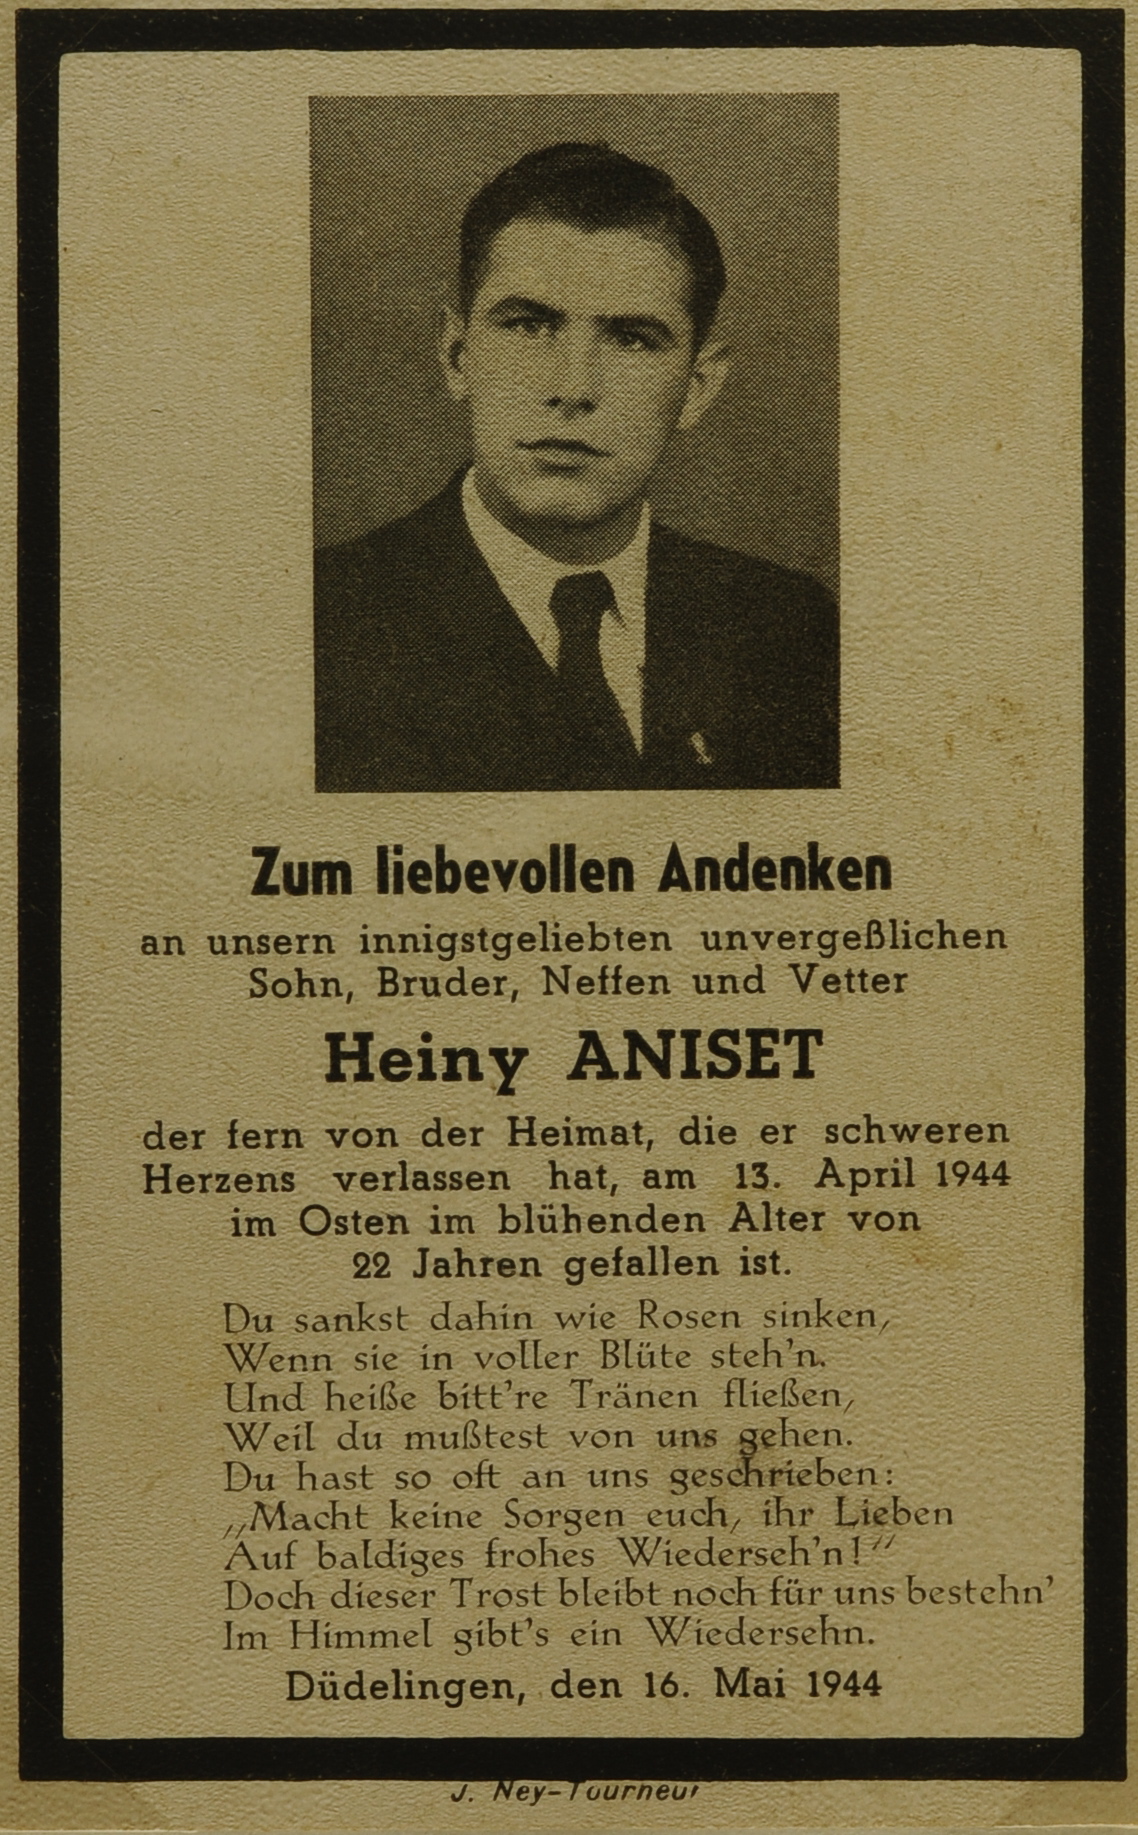 Zum liebevollen Andenken
an unsern innigstgeliebten unvergeßlichen
Sohn, Bruder, Neffen und Vetter
Heiny ANISET
der fern von der Heimat, die er schweren
Herzens verlassen hat, am 13. April 1944
im Osten im blühenden Alter von
22 Jahren gefallen ist.
Du sankst dahin wie Rosen sinken,
Wenn sie in voller Blüte steh'n.
Und heiße bitt're Tränen fließen,
Weil du mußtest von uns gehen.
Du hast so oft an uns geschrieben:
„Macht keine Sorgen euch, ihr Lieben
Auf baldiges frohes Wiederseh'n!"
Doch dieser Trost bleibt noch für uns bestehn'
Im Himmel gibt's ein Wiedersehn.
Düdelingen, den 16. Mai 1944
J. Ney-Tourneur